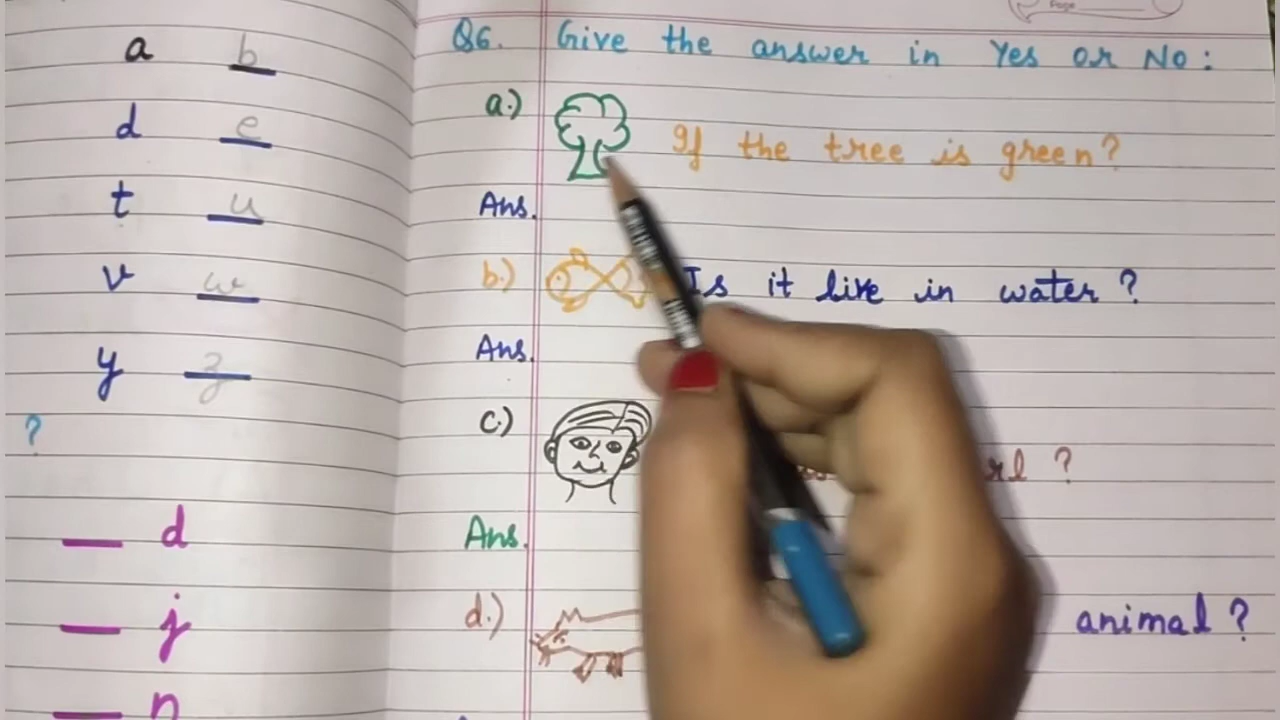 a b
d e
t u
v w
y z
?
d
j
n
Page
Q6. Give the answer in Yes or No:
a.) If the tree is green?
Ans.
b.) Is it live in water?
Ans.
c.) ?
Ans.
d.) animal?